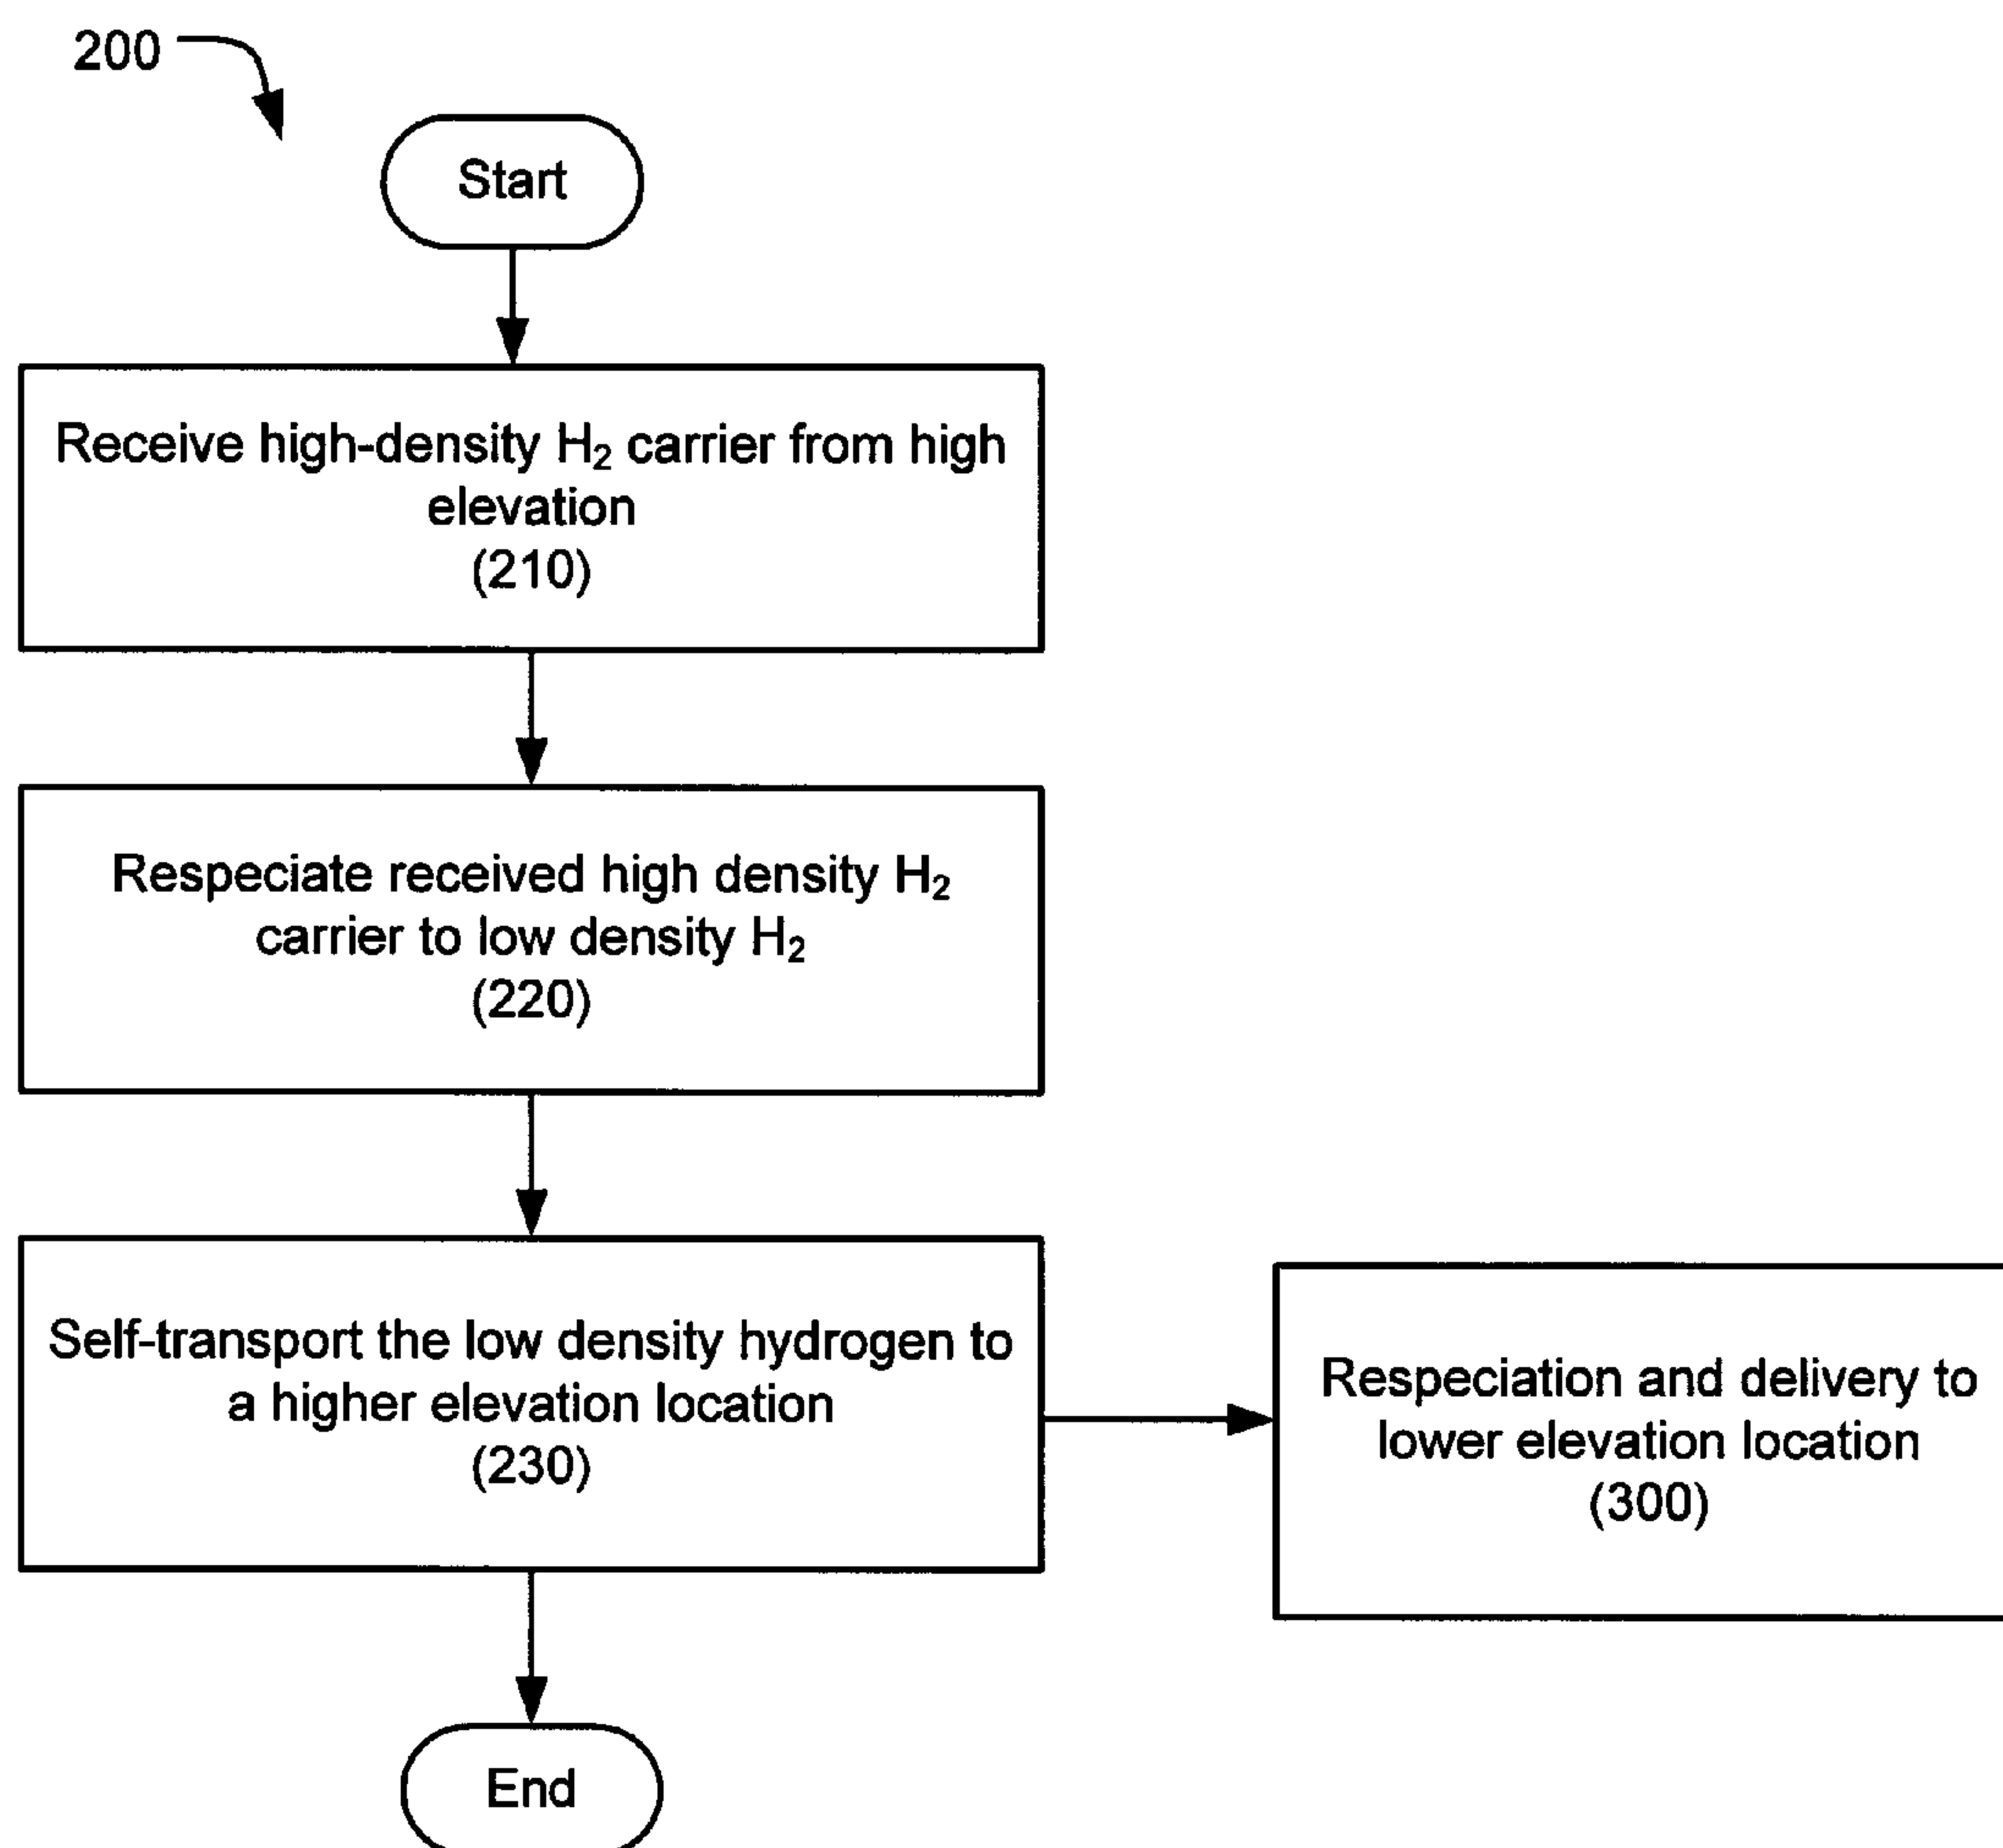 200
Start
Receive high-density H₂ carrier from high
elevation
(210)
Respeciate received high density H₂
carrier to low density H₂
(220)
Self-transport the low density hydrogen to
a higher elevation location
(230)
Respeciation and delivery to
lower elevation location
(300)
End